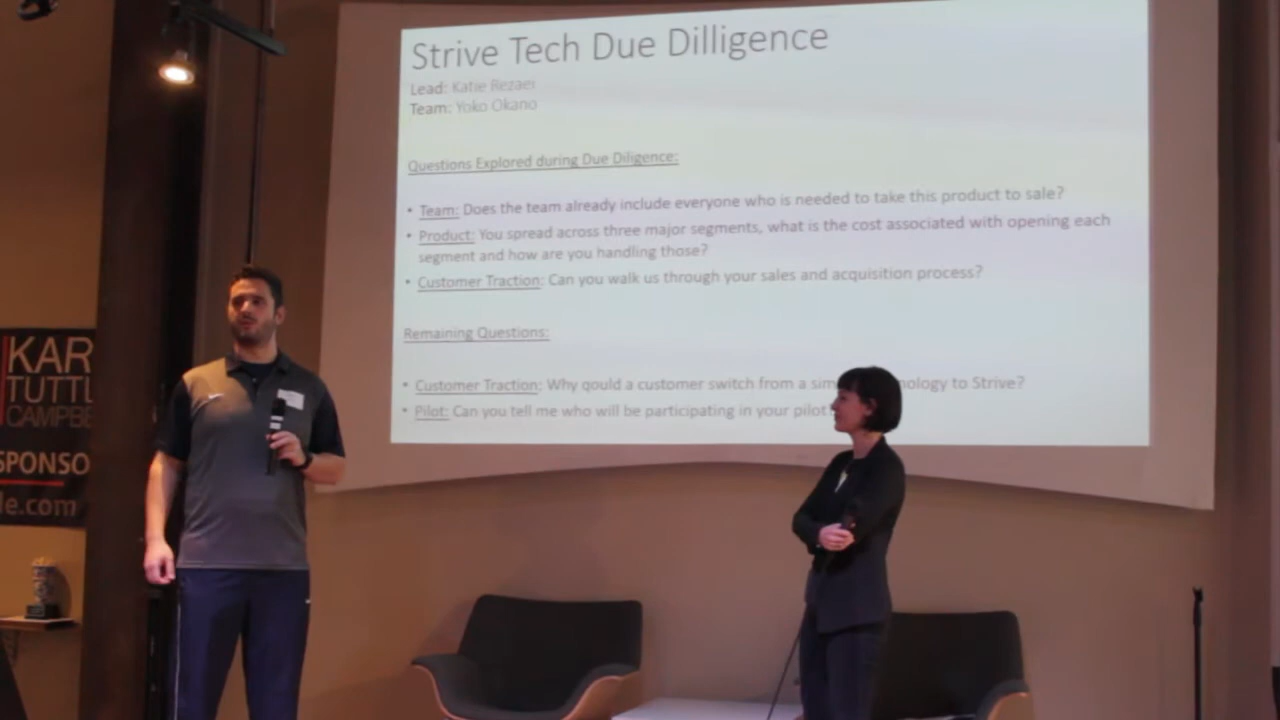 Strive Tech Due Dilligence
Lead: Katie Rezaei
Team: Yoko Okano
Questions Explored during Due Diligence:
• Team: Does the team already include everyone who is needed to take this product to sale?
• Product: You spread across three major segments, what is the cost associated with opening each
segment and how are you handling those?
• Customer Traction: Can you walk us through your sales and acquisition process?
Remaining Questions:
• Customer Traction: Why qould a customer switch from a sim nology to Strive?
• Pilot: Can you tell me who will be participating in your pilot?
KAR
TUTTL
CAMPBE
SPONSO
le.com